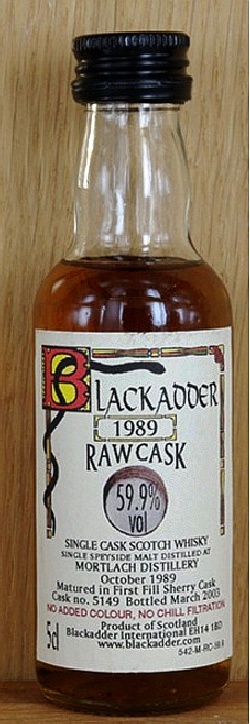 BLACKADDER
1989
RAW CASK
59.9%
vol
SINGLE CASK SCOTCH WHISKY
SINGLE SPEYSIDE MALT DISTILLED AT
MORTLACH DISTILLERY
October 1989
Matured in First Fill Sherry Cask
Cask no.. 5149 Bottled March 2003
NO ADDED COLOUR, NO CHILL FILTRATION
Product of Scotland
Blackadder International EH14 1BD
www.blackadder.com
5cl